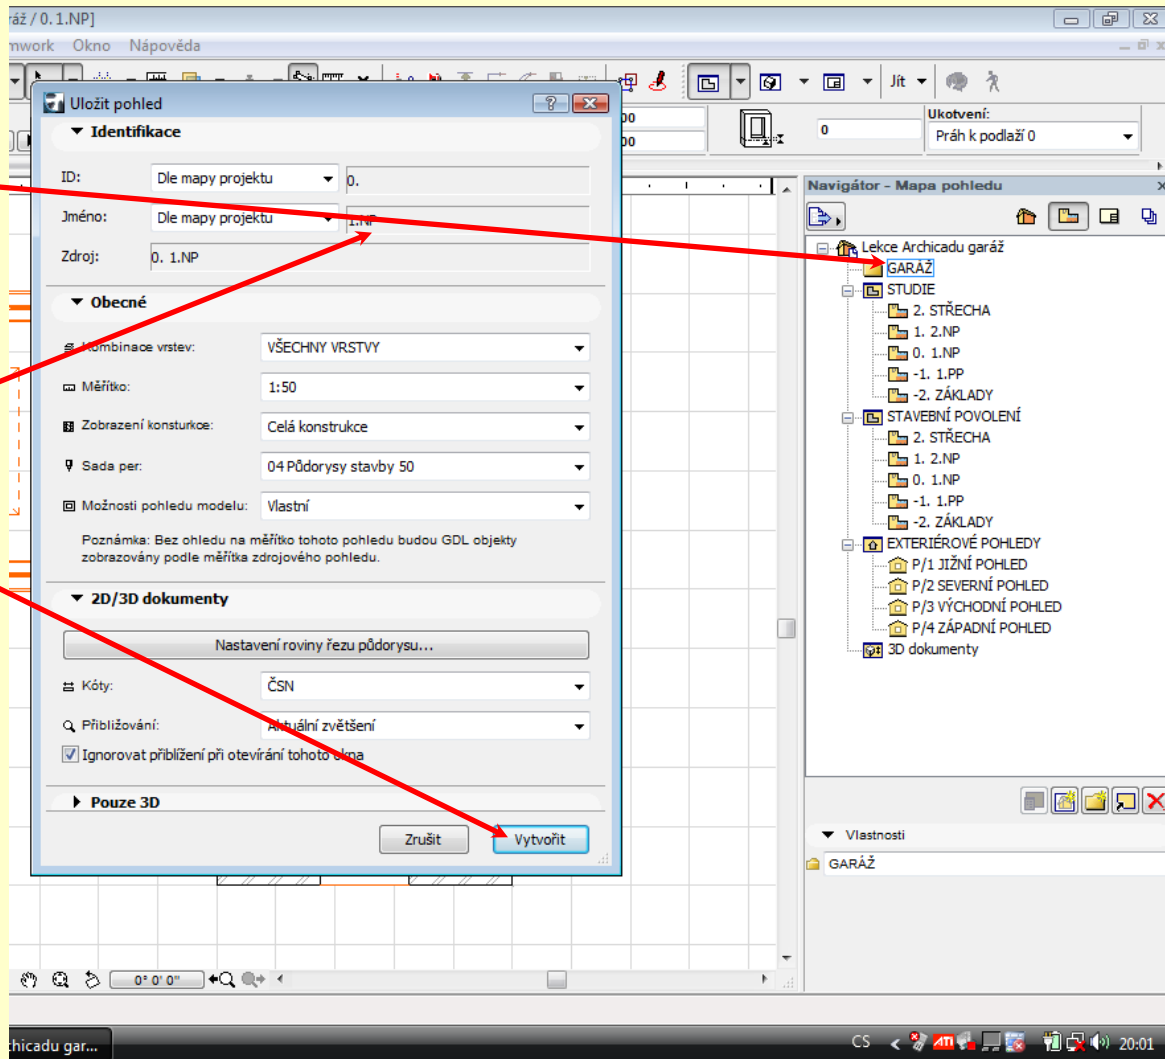 ráž / 0. 1.NP]
mwork Okno Nápověda
Jít
Uložit pohled
Identifikace
ID: Dle mapy projektu 0.
Jméno: Dle mapy projektu 1.NP
Zdroj: 0. 1.NP
Obecné
Kombinace vrstev: VŠECHNY VRSTVY
Měřítko: 1:50
Zobrazení konsturkce: Celá konstrukce
Sada per: 04 Půdorysy stavby 50
Možnosti pohledu modelu: Vlastní
Poznámka: Bez ohledu na měřítko tohoto pohledu budou GDL objekty
zobrazovány podle měřítka zdrojového pohledu.
2D/3D dokumenty
Nastavení roviny řezu půdorysu...
Kóty: ČSN
Přibližování: Aktuální zvětšení
Ignorovat přiblížení při otevírání tohoto okna
Pouze 3D
Zrušit Vytvořit
00
00
0
Ukotvení:
Práh k podlaží 0
Navigátor - Mapa pohledu
Lekce Archicadu garáž
GARÁŽ
STUDIE
2. STŘECHA
1. 2.NP
0. 1.NP
-1. 1.PP
-2. ZÁKLADY
STAVEBNÍ POVOLENÍ
2. STŘECHA
1. 2.NP
0. 1.NP
-1. 1.PP
-2. ZÁKLADY
EXTERIÉROVÉ POHLEDY
P/1 JIŽNÍ POHLED
P/2 SEVERNÍ POHLED
P/3 VÝCHODNÍ POHLED
P/4 ZÁPADNÍ POHLED
3D dokumenty
Vlastnosti
GARÁŽ
0° 0' 0"
chicadu gar...
CS ATI 20:01